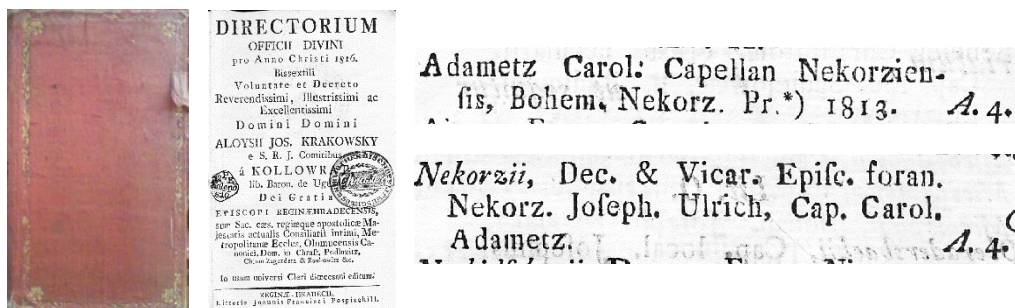 DIRECTORIUM
OFFICII DIVINI
pro Anno Christi 1816.
Bissextili
Voluntate et Decreto
Reverendissimi, Illustrissimi ac
Excellentissimi
Domini Domini
ALOYSII JOS. KRAKOWSKY
e S. R. J. Comitibus
á KOLLOWRA
lib. Baron. de Ug
Dei Gratia
EPISCOPI REGINÆHRADECENSIS,
Sac. cæs. regiæque apostolicæ Ma-
jestatis actualis Consiliarii intimi, Me-
tropolitanæ Eccles. Olomucensis Ca-
nonici, Dom. in Chrast, Podlazitz,
&c.
In usum universi Cleri diœcesani editum.
REGINÆ-HRADECII,
Litteris Joannis Francisci Pospischill.
Adametz Carol. Capellan Nekorzien-
ſis, Bohem. Nekorz. Pr.*) 1813. A. 4.
Nekorzii, Dec. & Vicar. Epiſc. foran.
Nekorz. Joſeph. Ulrich, Cap. Carol.
Adametz. A. 4.